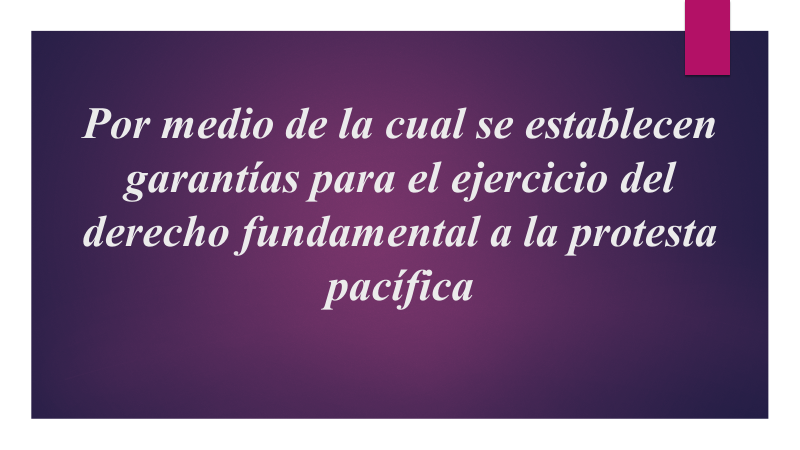 Por medio de la cual se establecen
garantías para el ejercicio del
derecho fundamental a la protesta
pacífica